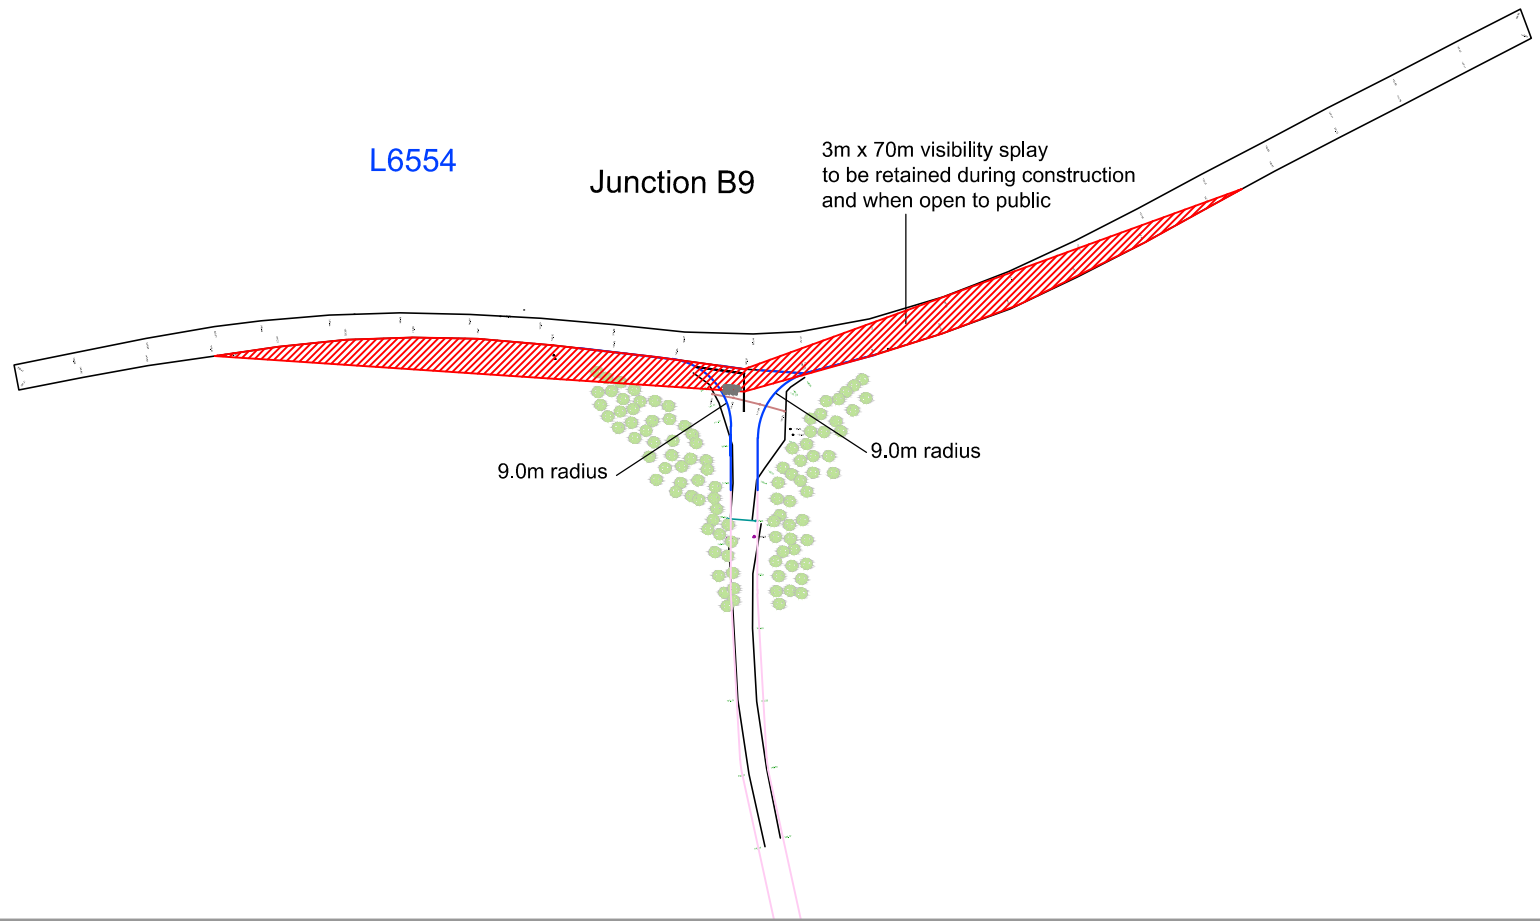 L6554
Junction B9
3m x 70m visibility splay
to be retained during construction
and when open to public
9.0m radius
9.0m radius